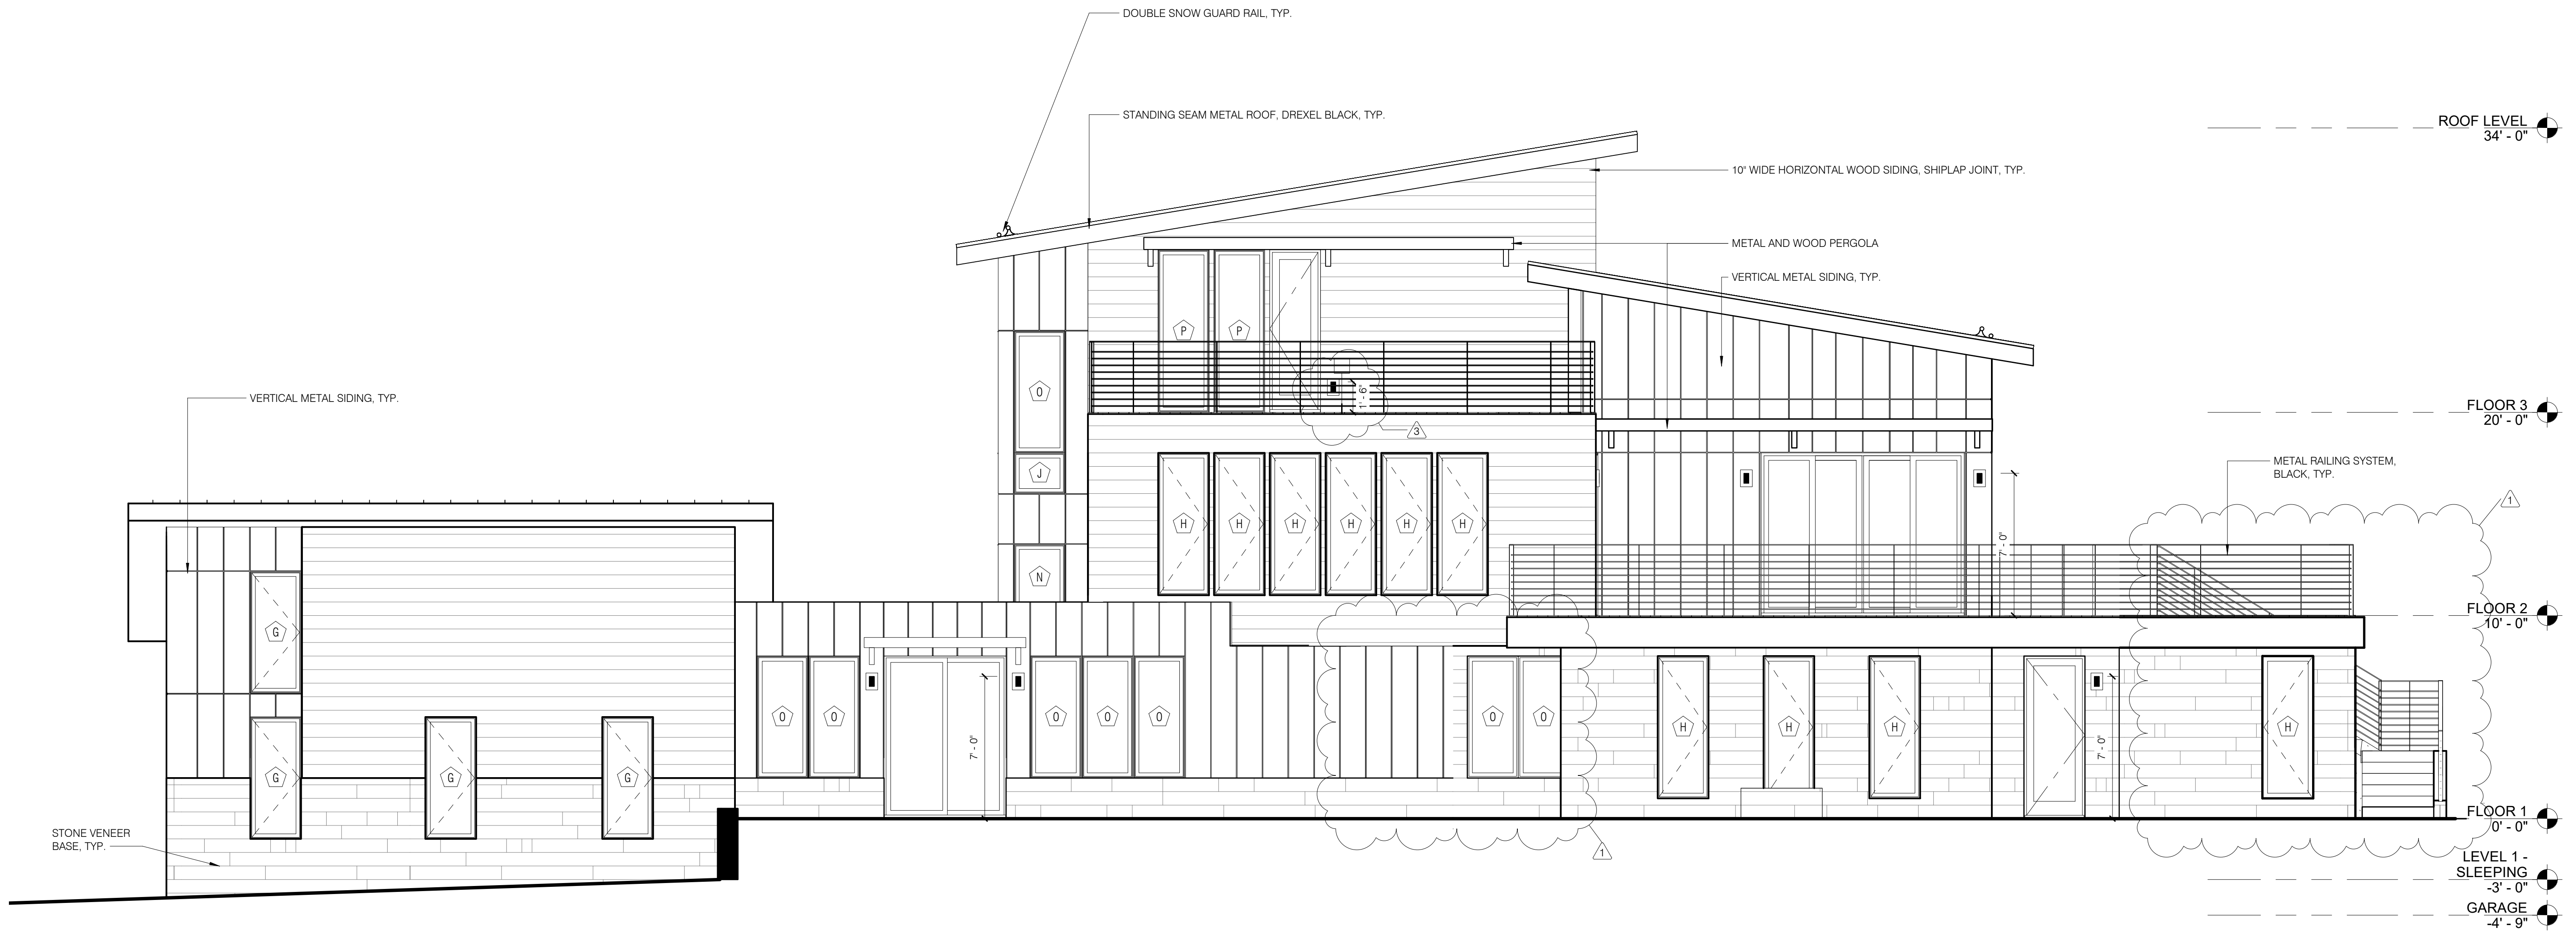 DOUBLE SNOW GUARD RAIL, TYP.
STANDING SEAM METAL ROOF, DREXEL BLACK, TYP.
ROOF LEVEL
34' - 0"
10" WIDE HORIZONTAL WOOD SIDING, SHIPLAP JOINT, TYP.
METAL AND WOOD PERGOLA
VERTICAL METAL SIDING, TYP.
P P
O
1' - 6"
VERTICAL METAL SIDING, TYP.
FLOOR 3
20' - 0"
3
METAL RAILING SYSTEM,
BLACK, TYP.
J
1
H H H H H H
7' - 0"
N
FLOOR 2
10' - 0"
G
O O O O O O O
H H H H
7' - 0"
7' - 0"
G G G
FLOOR 1
0' - 0"
STONE VENEER
BASE, TYP.
1
LEVEL 1 -
SLEEPING
-3' - 0"
GARAGE
-4' - 9"